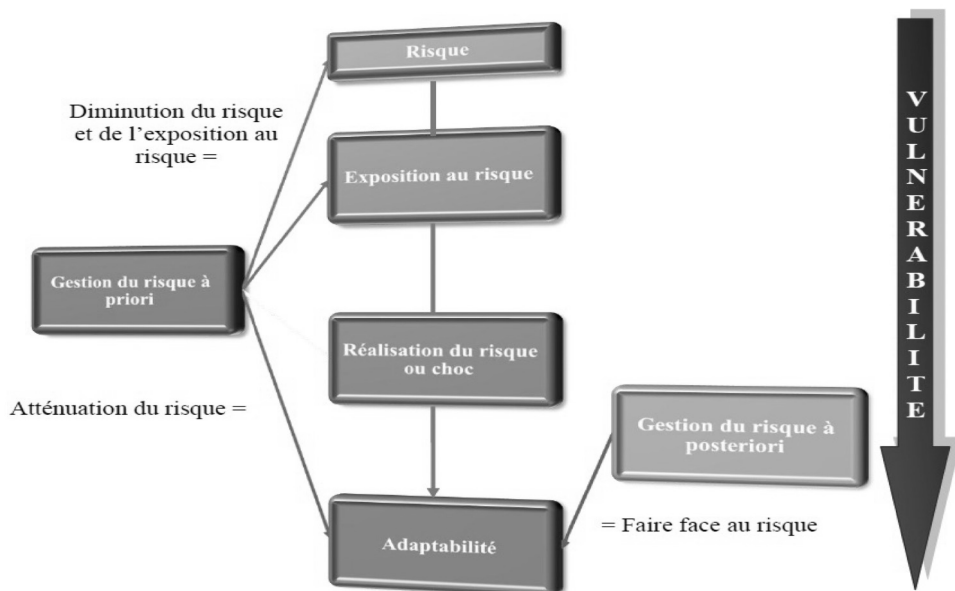 Risque
Diminution du risque
et de l'exposition au
risque =
Exposition au risque
Gestion du risque à
priori
Réalisation du risque
ou choc
Atténuation du risque =
Gestion du risque à
posteriori
= Faire face au risque
Adaptabilité
VULNERABILITE